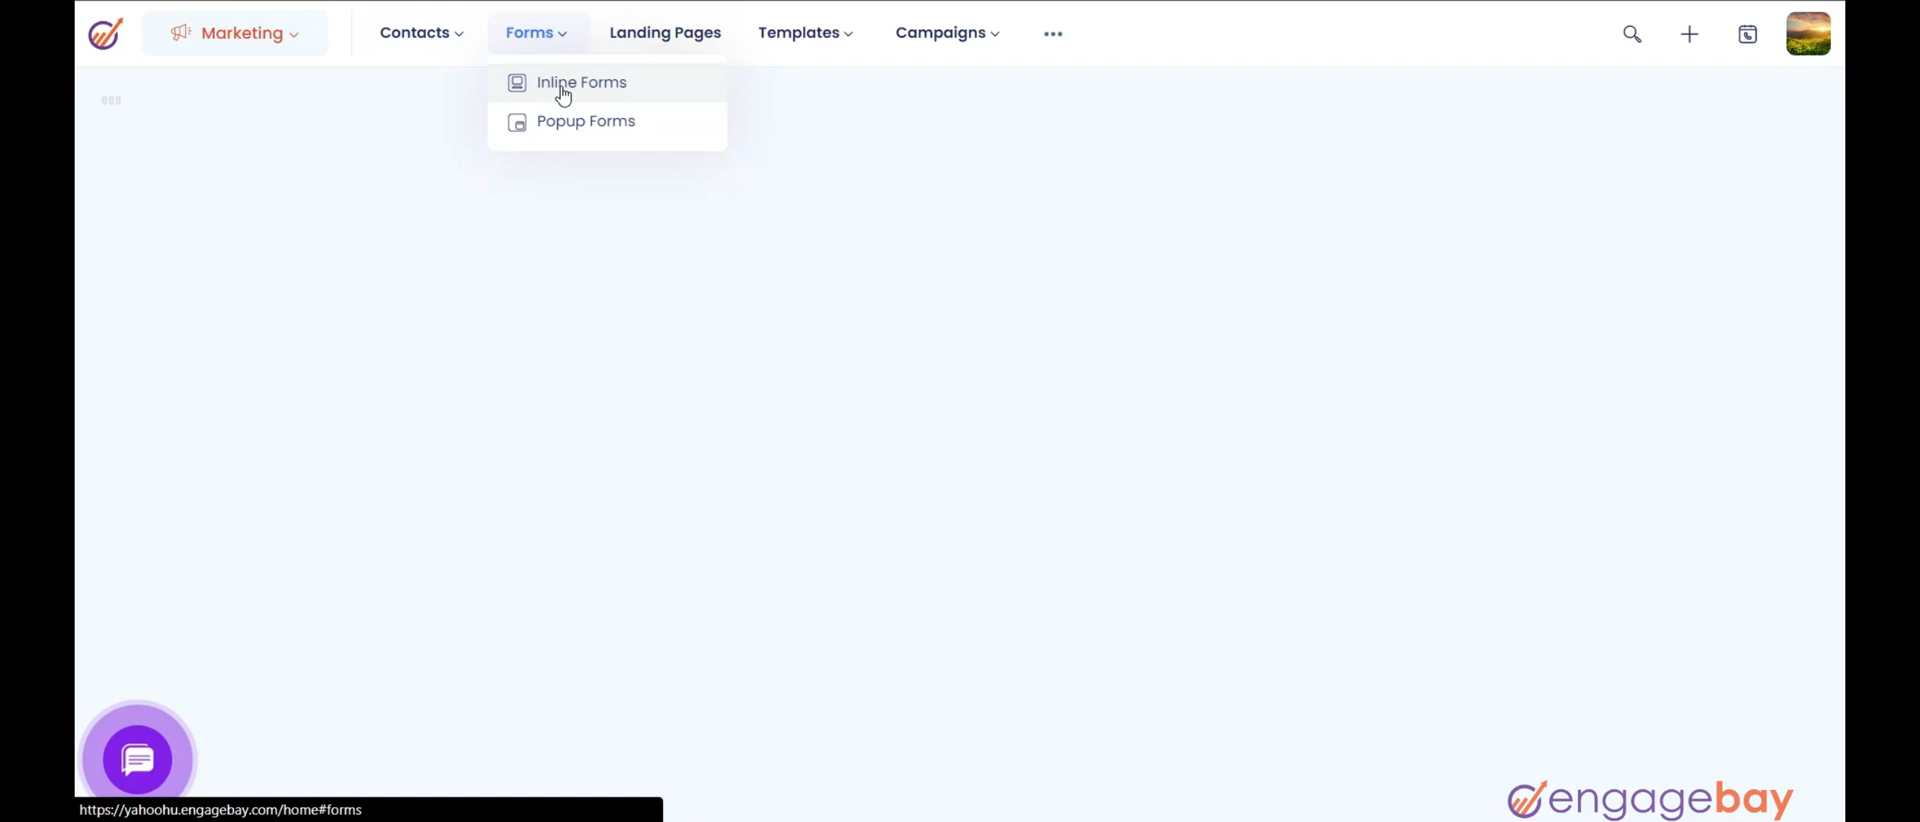 Marketing Contacts Forms Landing Pages Templates Campaigns
Inline Forms
Popup Forms
engagebay
https://yahoohu.engagebay.com/home#forms